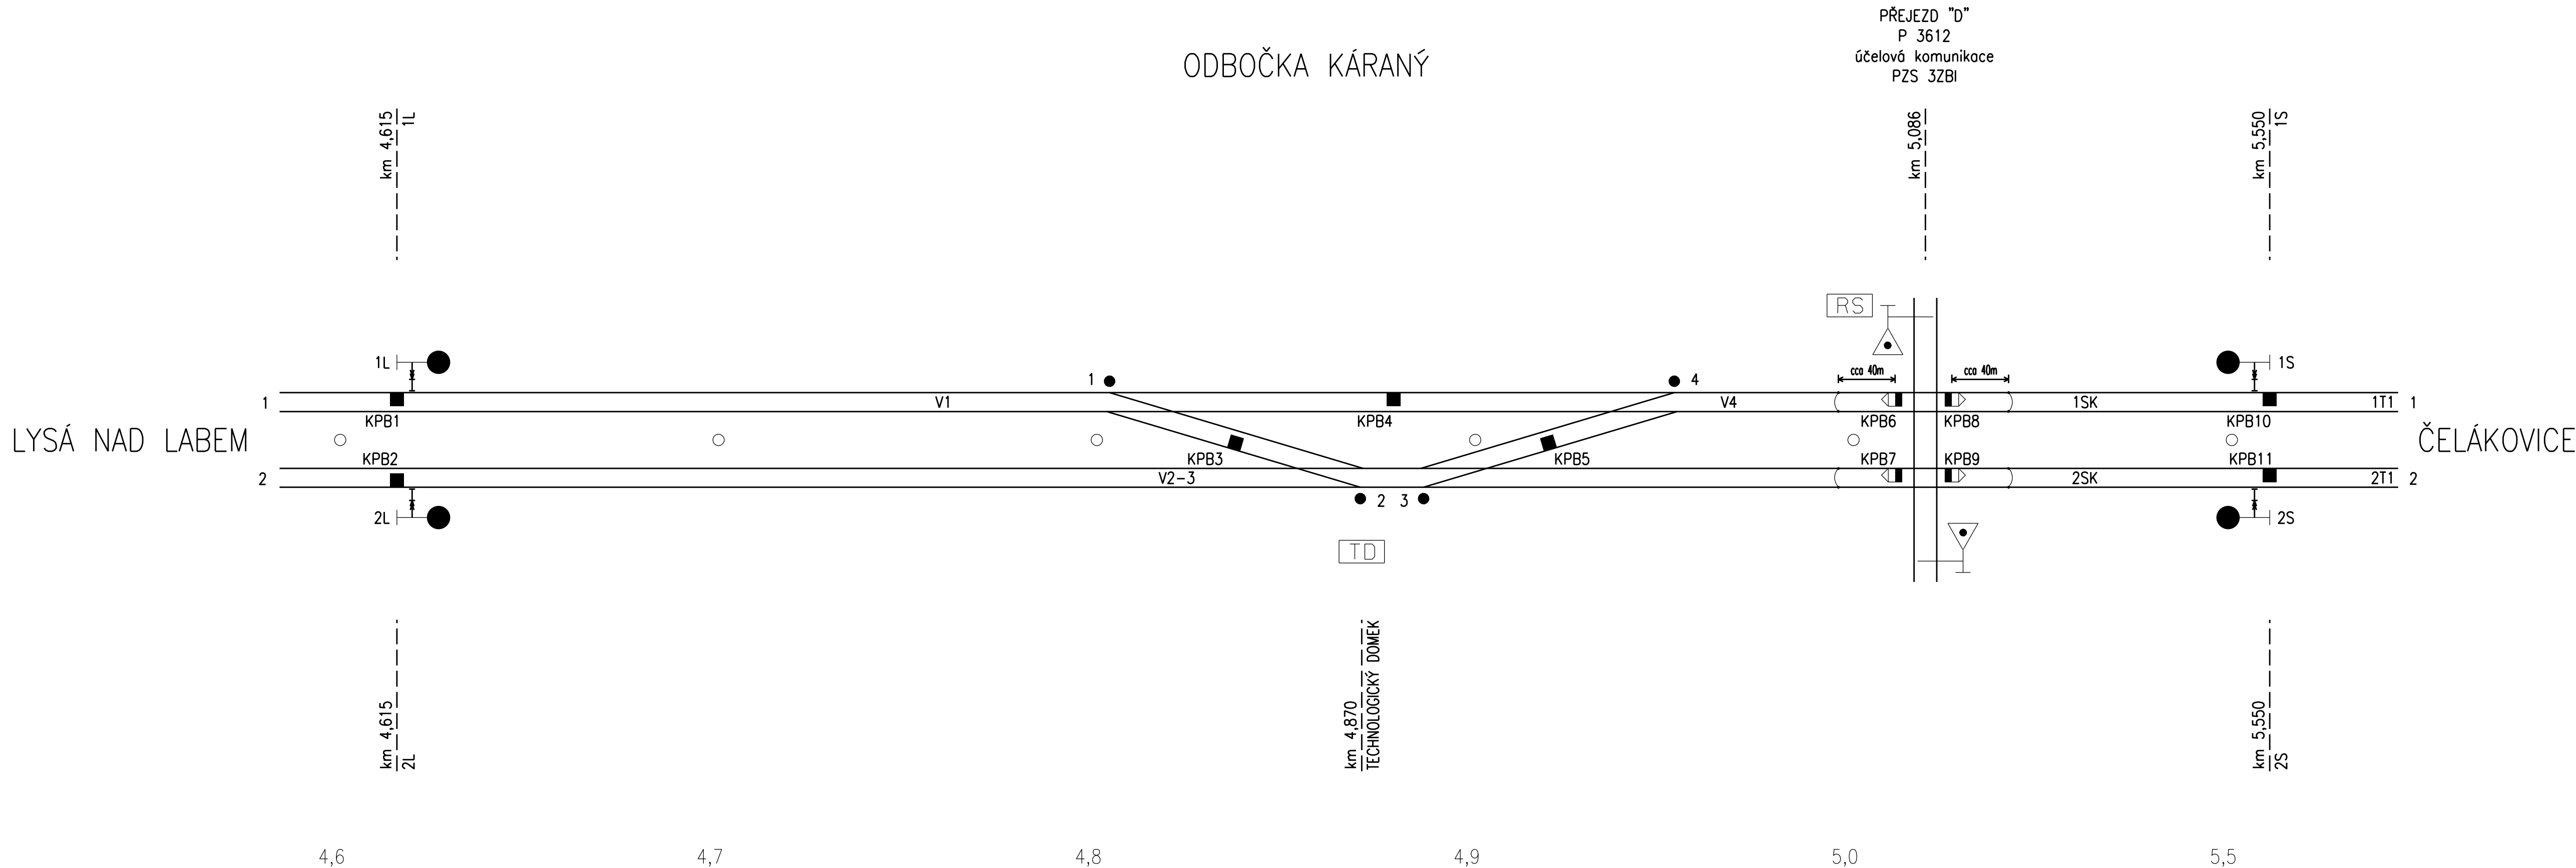 PŘEJEZD "D"
P 3612
účelová komunikace
PZS 3ZBI
ODBOČKA KÁRANÝ
km 4,615
1L
km 5,086
km 5,550
1S
RS
1L
1
4
cca 40m
cca 40m
1S
1
V1
V4
1SK
1T1
1
KPB1
KPB4
KPB6
KPB8
KPB10
LYSÁ NAD LABEM
ČELÁKOVICE
KPB2
KPB3
KPB5
KPB7
KPB9
KPB11
2
V2-3
2SK
2T1
2
2
3
2L
2S
TD
km 4,615
2L
km 4,870
TECHNOLOGICKÝ DOMEK
km 5,550
2S
4,6
4,7
4,8
4,9
5,0
5,5